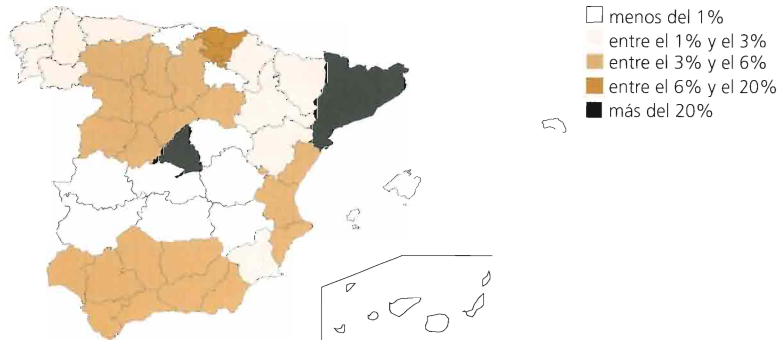 menos del 1%
entre el 1% y el 3%
entre el 3% y el 6%
entre el 6% y el 20%
más del 20%